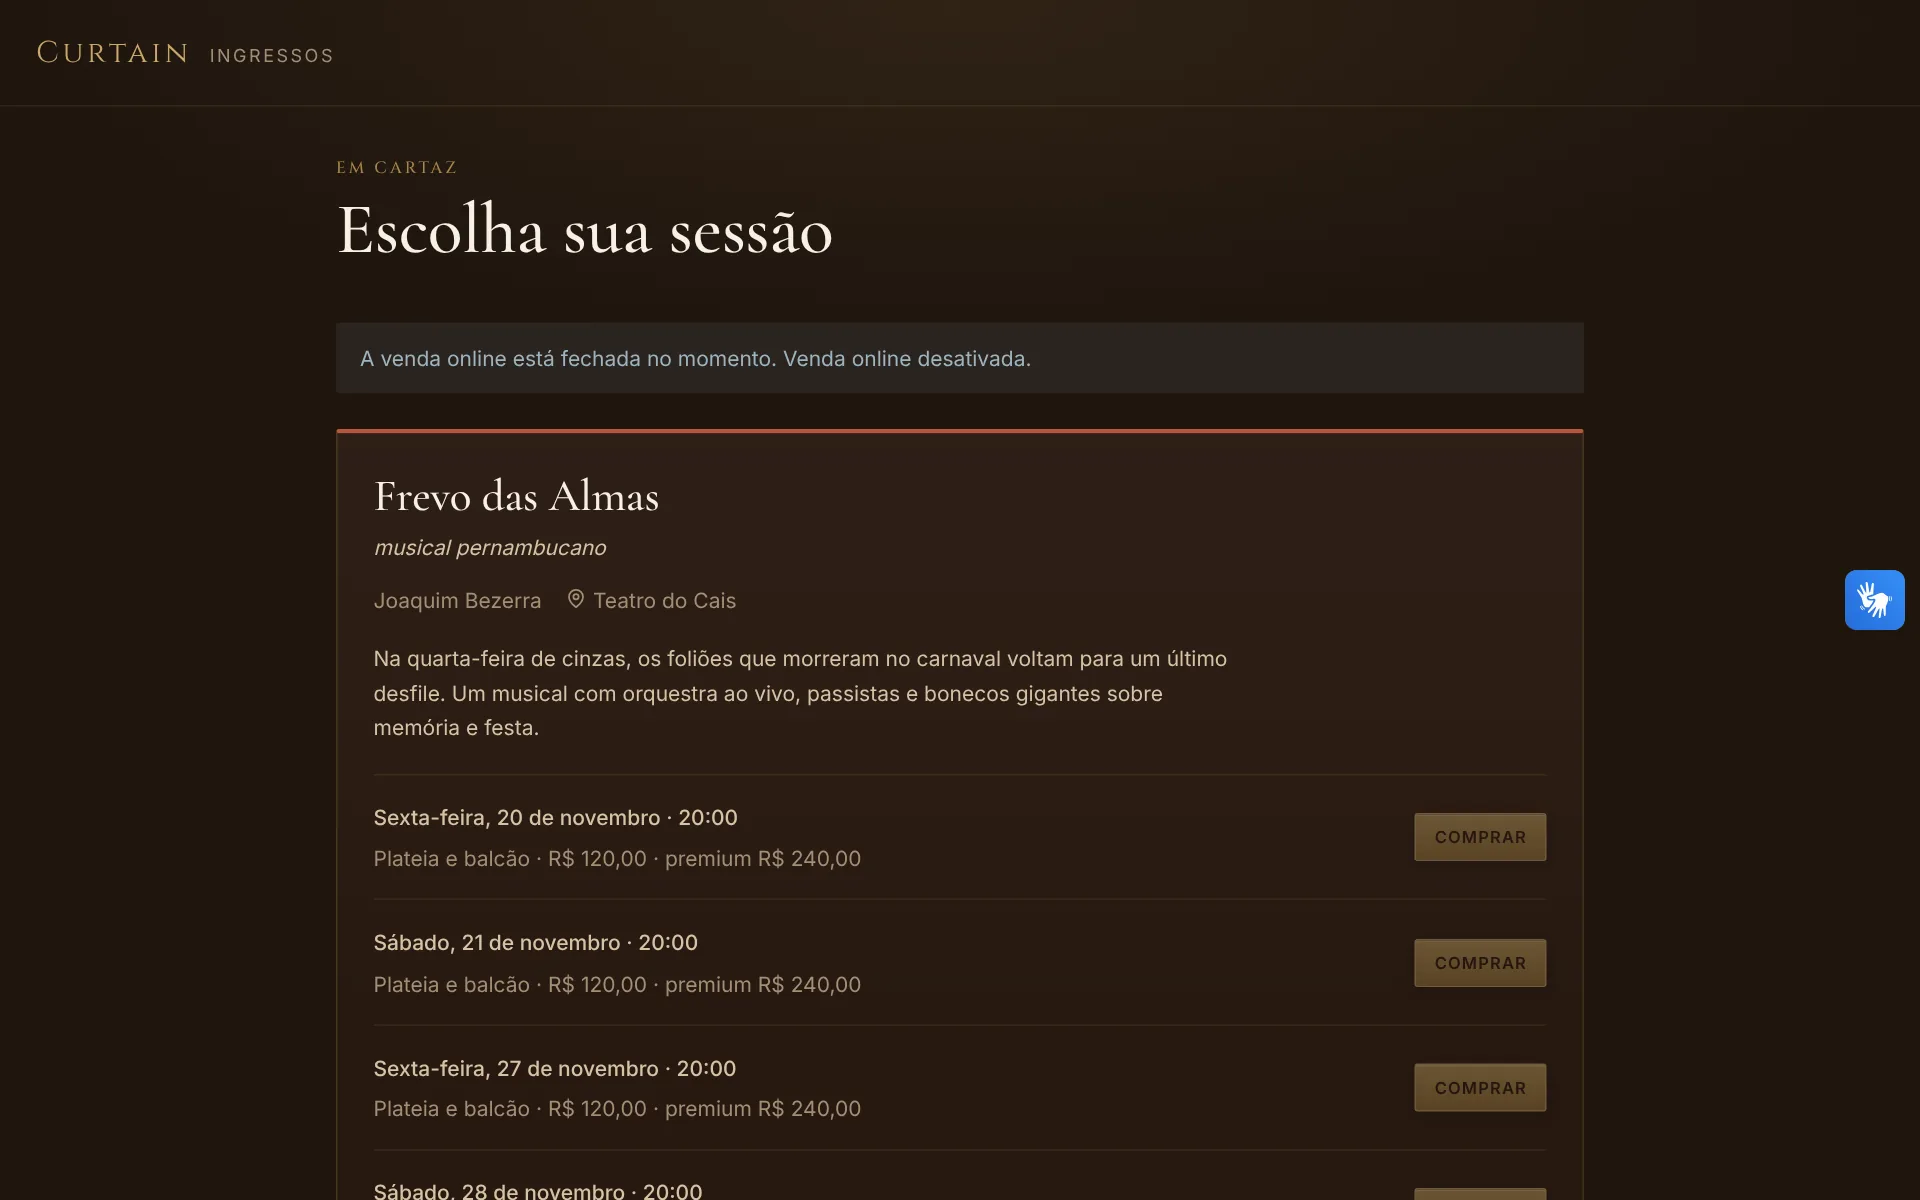 CURTAIN INGRESSOS
EM CARTAZ
Escolha sua sessão
A venda online está fechada no momento. Venda online desativada.
Frevo das Almas
musical pernambucano
Joaquim Bezerra Teatro do Cais
Na quarta-feira de cinzas, os foliões que morreram no carnaval voltam para um último
desfile. Um musical com orquestra ao vivo, passistas e bonecos gigantes sobre
memória e festa.
Sexta-feira, 20 de novembro · 20:00
Plateia e balcão · R$ 120,00 · premium R$ 240,00
COMPRAR
Sábado, 21 de novembro · 20:00
Plateia e balcão · R$ 120,00 · premium R$ 240,00
COMPRAR
Sexta-feira, 27 de novembro · 20:00
Plateia e balcão · R$ 120,00 · premium R$ 240,00
COMPRAR
Sábado, 28 de novembro · 20:00